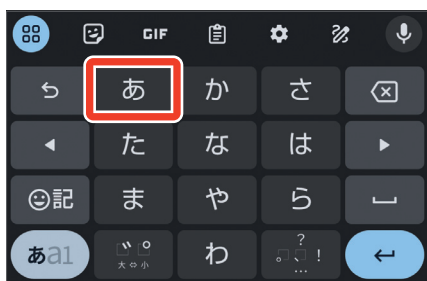 GIF
あ か さ
た な は
☺記 ま や ら
あa1 ゛゜ 大⇔小 わ 。、?!…